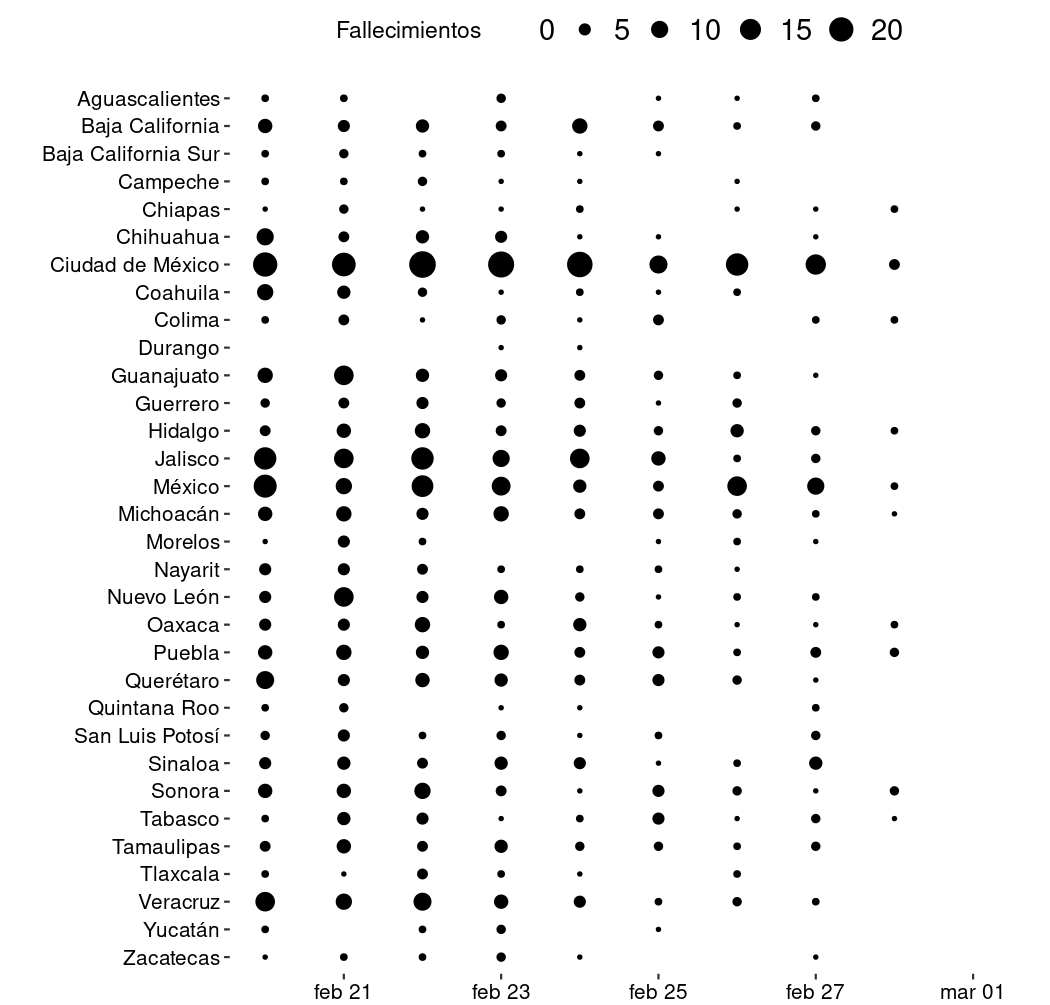 Fallecimientos 0 5 10 15 20
Aguascalientes
Baja California
Baja California Sur
Campeche
Chiapas
Chihuahua
Ciudad de México
Coahuila
Colima
Durango
Guanajuato
Guerrero
Hidalgo
Jalisco
México
Michoacán
Morelos
Nayarit
Nuevo León
Oaxaca
Puebla
Querétaro
Quintana Roo
San Luis Potosí
Sinaloa
Sonora
Tabasco
Tamaulipas
Tlaxcala
Veracruz
Yucatán
Zacatecas
feb 21 feb 23 feb 25 feb 27 mar 01